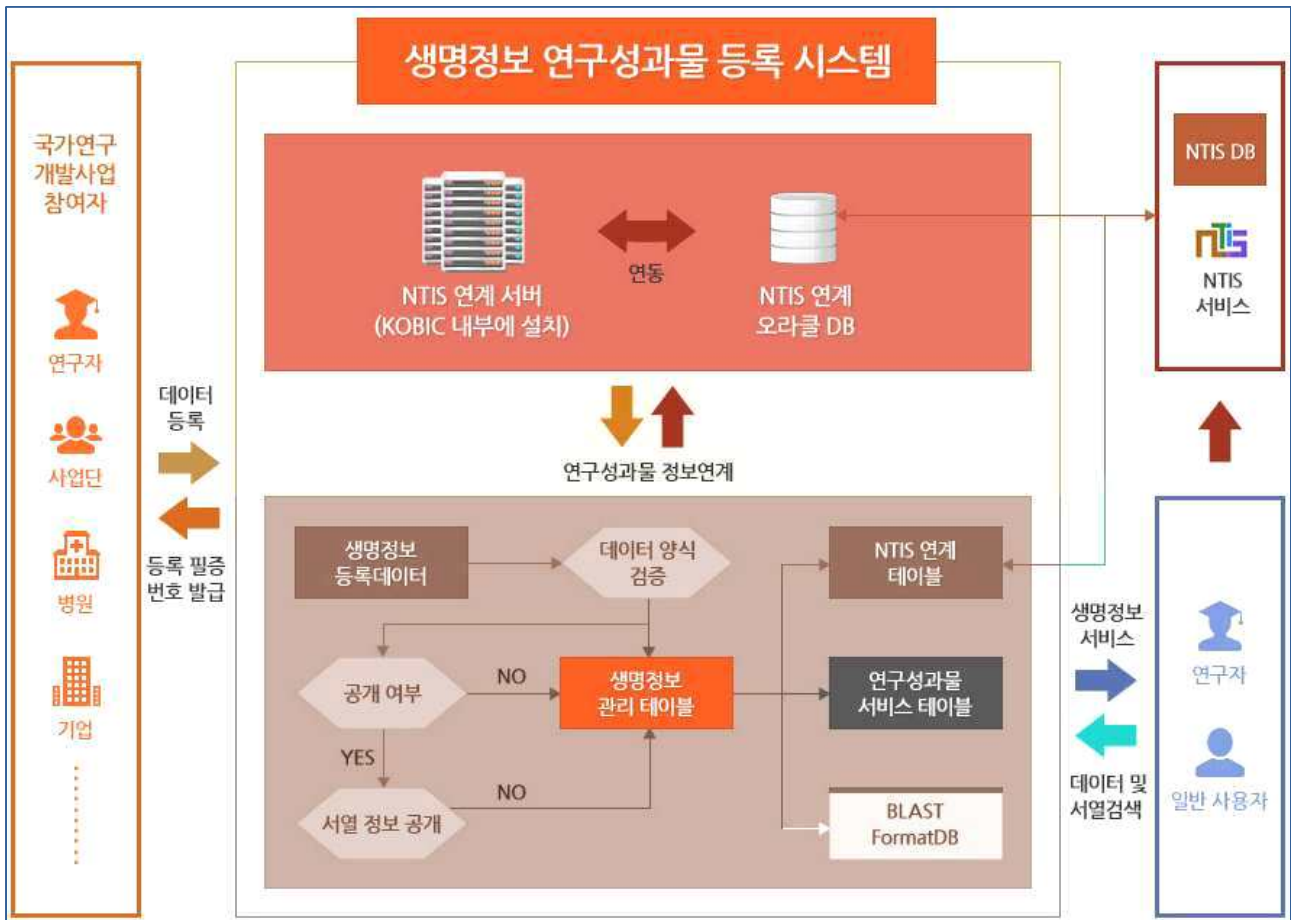 생명정보 연구성과물 등록 시스템
국가연구
개발사업
참여자
연구자
사업단
병원
기업
데이터
등록
등록 필증
번호 발급
NTIS 연계 서버
(KOBIC 내부에 설치)
연동
NTIS 연계
오라클 DB
연구성과물 정보연계
생명정보
등록데이터
데이터 양식
검증
NTIS 연계
테이블
공개 여부
NO
생명정보
관리 테이블
연구성과물
서비스 테이블
YES
서열 정보 공개
NO
BLAST
FormatDB
NTIS DB
NTIS
NTIS
서비스
생명정보
서비스
데이터 및
서열검색
연구자
일반 사용자